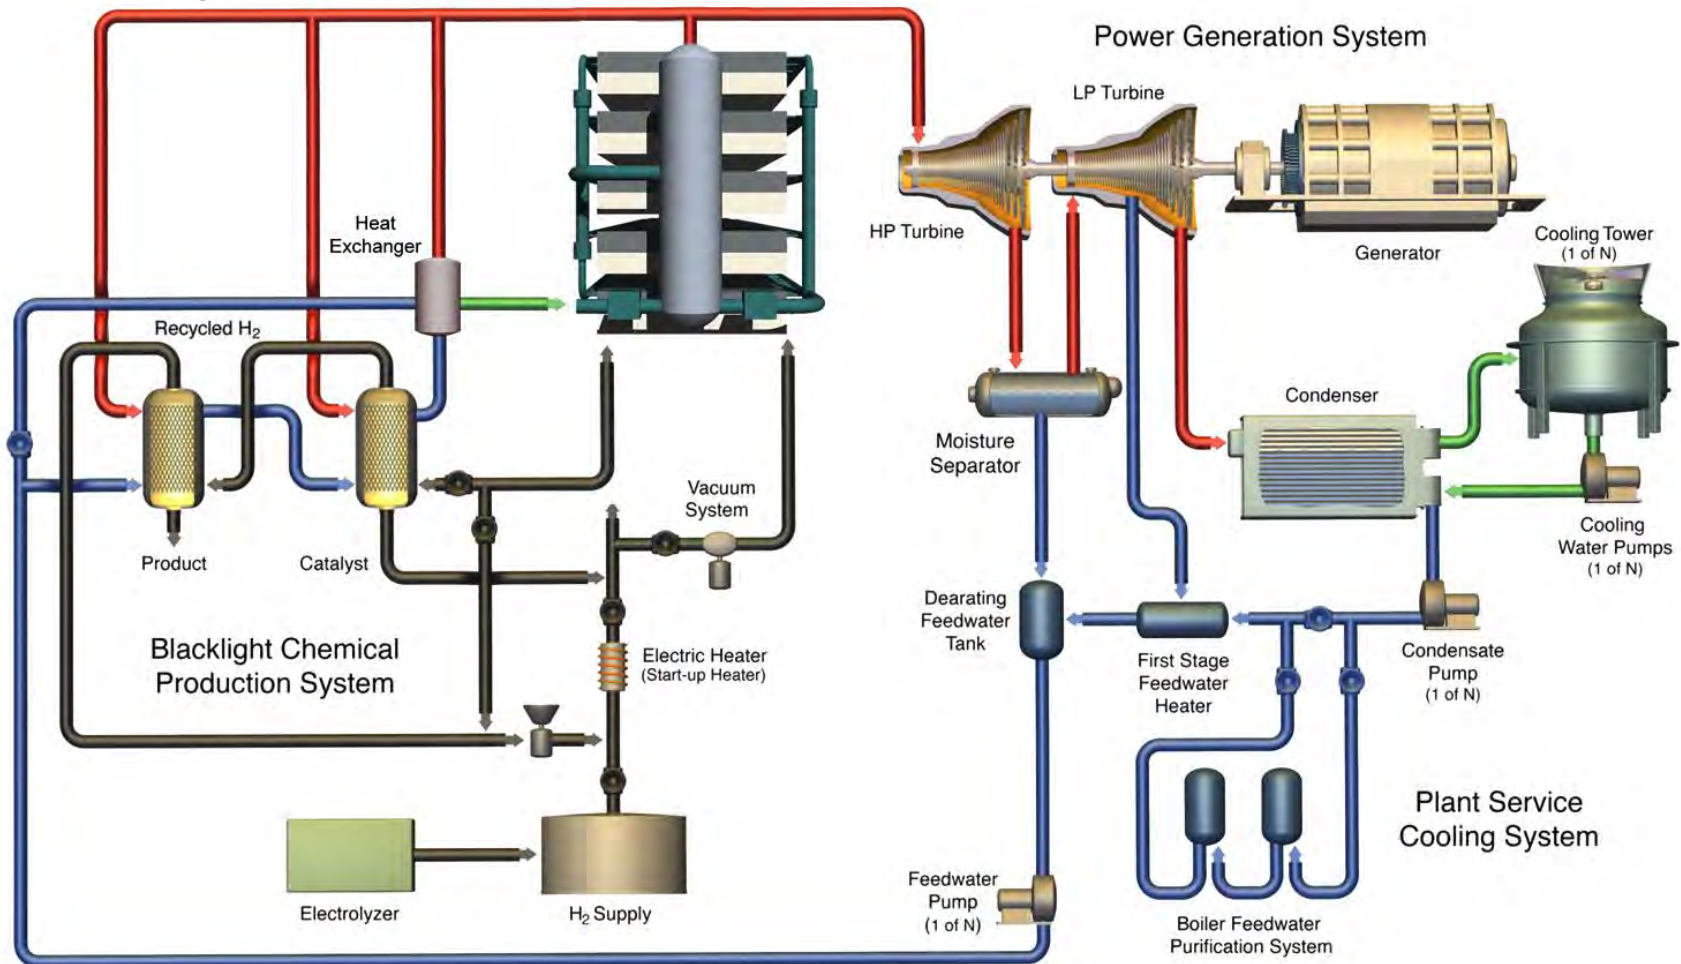 Power Generation System
LP Turbine
HP Turbine
Generator
Heat
Exchanger
Cooling Tower
(1 of N)
Recycled H₂
Condenser
Moisture
Separator
Vacuum
System
Cooling
Water Pumps
(1 of N)
Product
Catalyst
Dearating
Feedwater
Tank
First Stage
Feedwater
Heater
Condensate
Pump
(1 of N)
Blacklight Chemical
Production System
Electric Heater
(Start-up Heater)
Plant Service
Cooling System
Electrolyzer
H₂ Supply
Feedwater
Pump
(1 of N)
Boiler Feedwater
Purification System